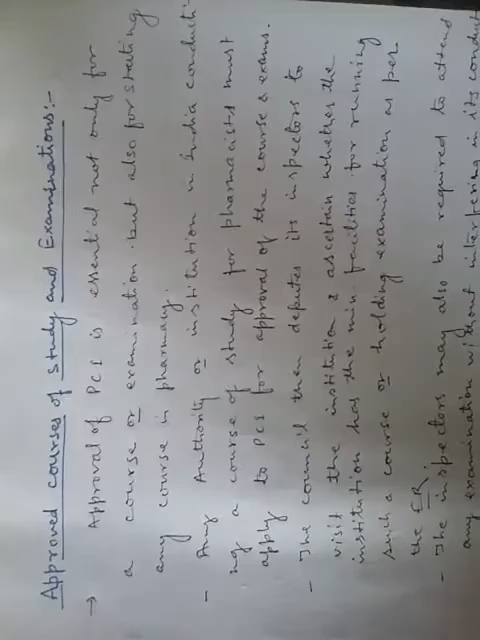 Approved courses of study and Examinations:-
→ Approval of PCI is essential not only for
a course or examination but also for starting
any course in pharmacy.
- Any Authority or institution in India conducti-
ng a course of study for pharmacists must
apply to PCI for approval of the course & exams.
- The council then deputes its inspectors to
visit the institution & ascertain whether the
institution has the min. facilities for running
such a course or holding examination as per
the ER.
- The inspectors may also be required to attend
any examination without interfering in its conduct